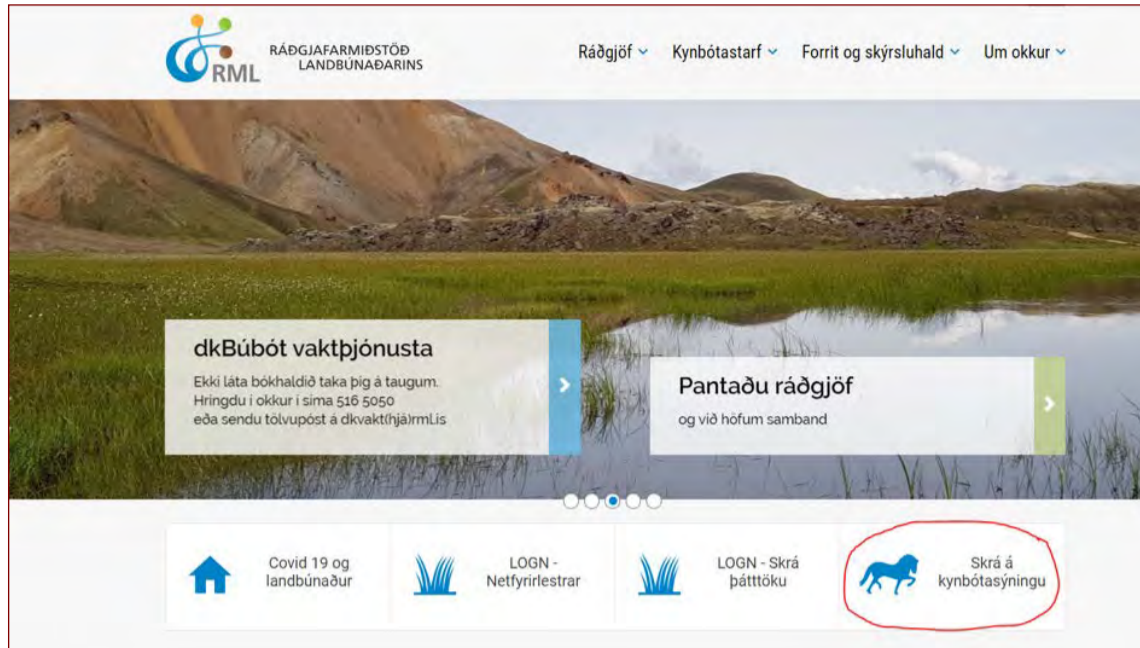 RML
RÁÐGJAFARMIÐSTÖÐ
LANDBÚNAÐARINS
Ráðgjöf
Kynbótastarf
Forrit og skýrsluhald
Um okkur
dkBúbót vaktþjónusta
Ekki láta bókhaldið taka þig á taugum.
Hringdu í okkur í síma 516 5050
eða sendu tölvupóst á dkvakt(hjá)rml.is
Pantaðu ráðgjöf
og við höfum samband
Covid 19 og
landbúnaður
LOGN -
Netfyrirlestrar
LOGN - Skrá
þátttöku
Skrá á
kynbótasýningu